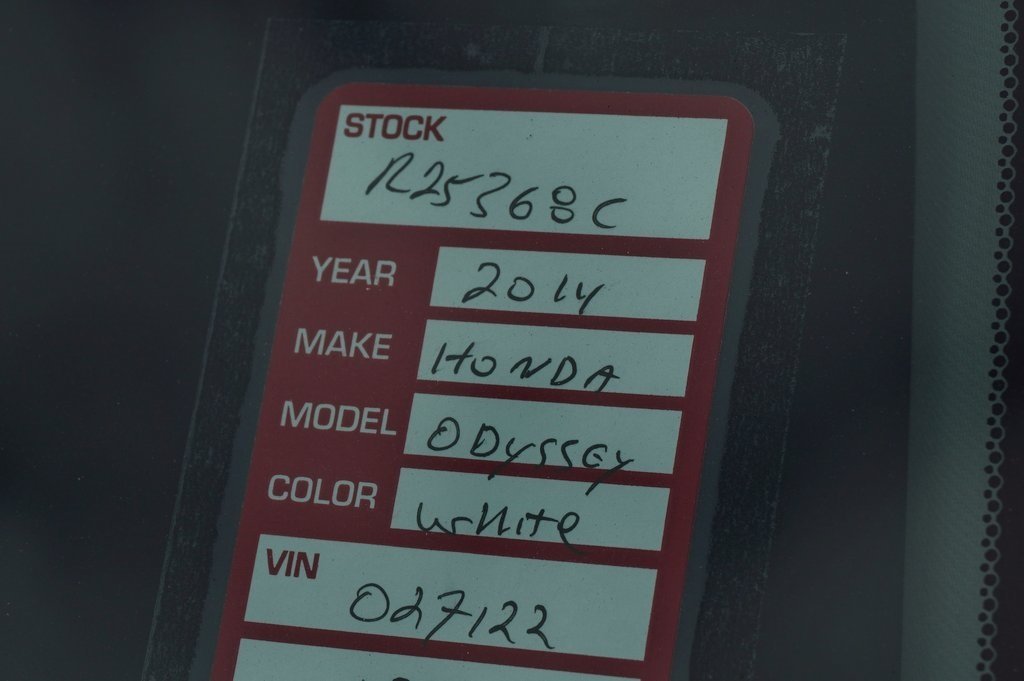 STOCK
R25368C
YEAR 2014
MAKE HONDA
MODEL ODYSSEY
COLOR WHITE
VIN
027122